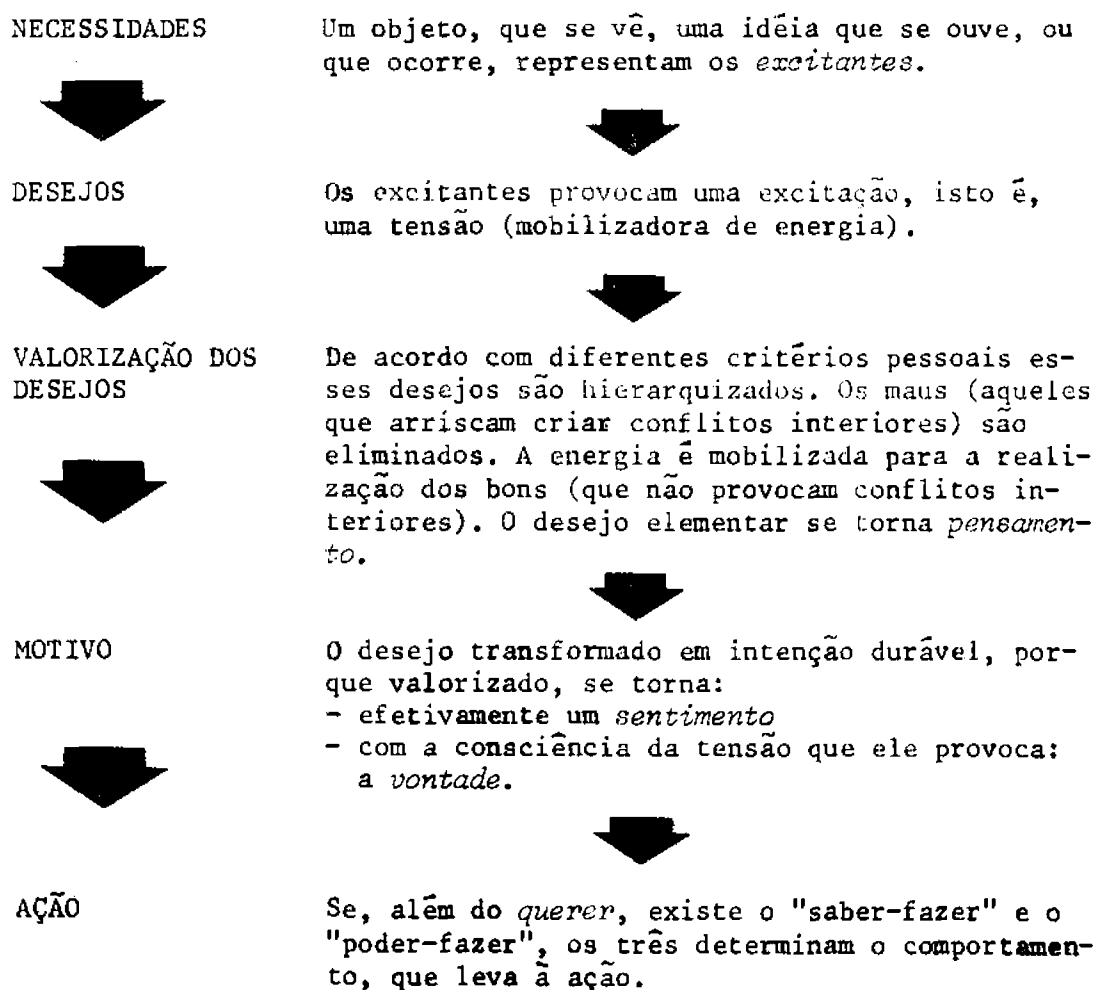 NECESSIDADES
Um objeto, que se vê, uma idéia que se ouve, ou
que ocorre, representam os excitantes.
DESEJOS
Os excitantes provocam uma excitação, isto é,
uma tensão (mobilizadora de energia).
VALORIZAÇÃO DOS
DESEJOS
De acordo com diferentes critérios pessoais es-
ses desejos são hierarquizados. Os maus (aqueles
que arriscam criar conflitos interiores) são
eliminados. A energia é mobilizada para a reali-
zação dos bons (que não provocam conflitos in-
teriores). O desejo elementar se torna pensamen-
to.
MOTIVO
O desejo transformado em intenção durável, por-
que valorizado, se torna:
- efetivamente um sentimento
- com a consciência da tensão que ele provoca:
a vontade.
AÇÃO
Se, além do querer, existe o "saber-fazer" e o
"poder-fazer", os três determinam o comportamen-
to, que leva à ação.